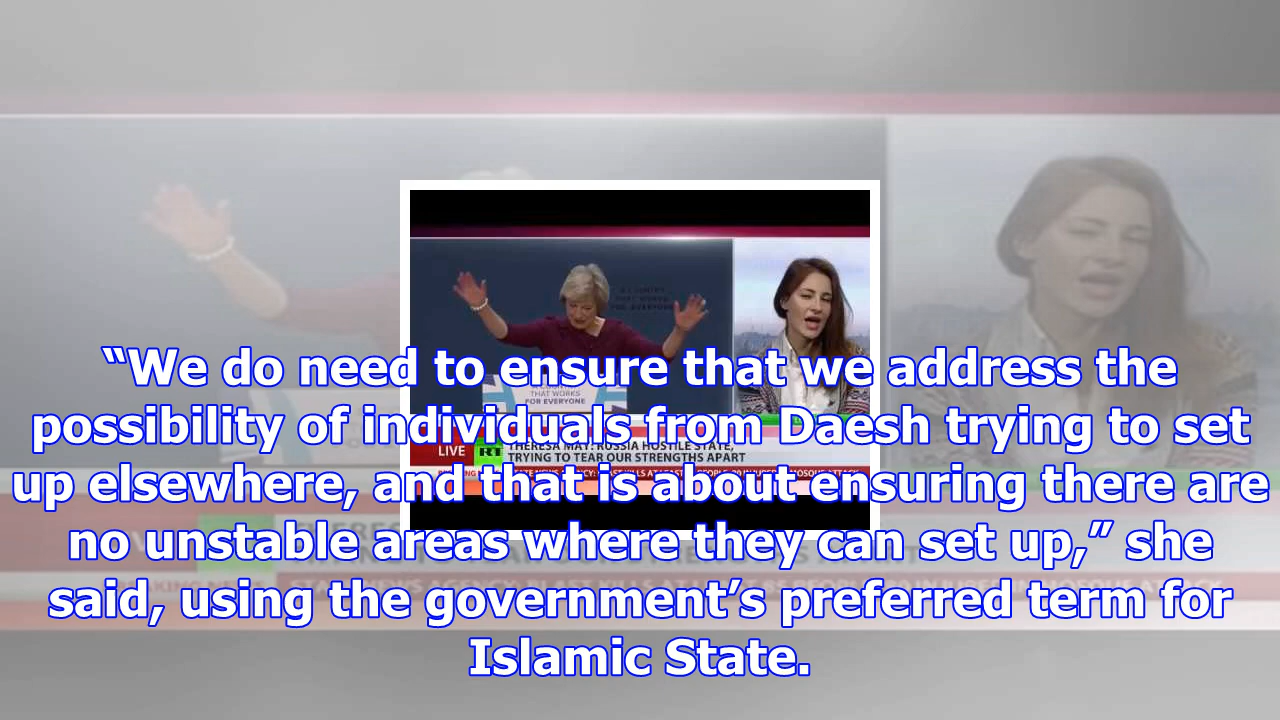 “We do need to ensure that we address the
possibility of individuals from Daesh trying to set
up elsewhere, and that is about ensuring there are
no unstable areas where they can set up,” she
said, using the government’s preferred term for
Islamic State.
THAT WORKS
FOR EVERYONE
LIVE
RT
THERESA MAY: RUSSIA HOSTILE STATE,
TRYING TO TEAR OUR STRENGTHS APART